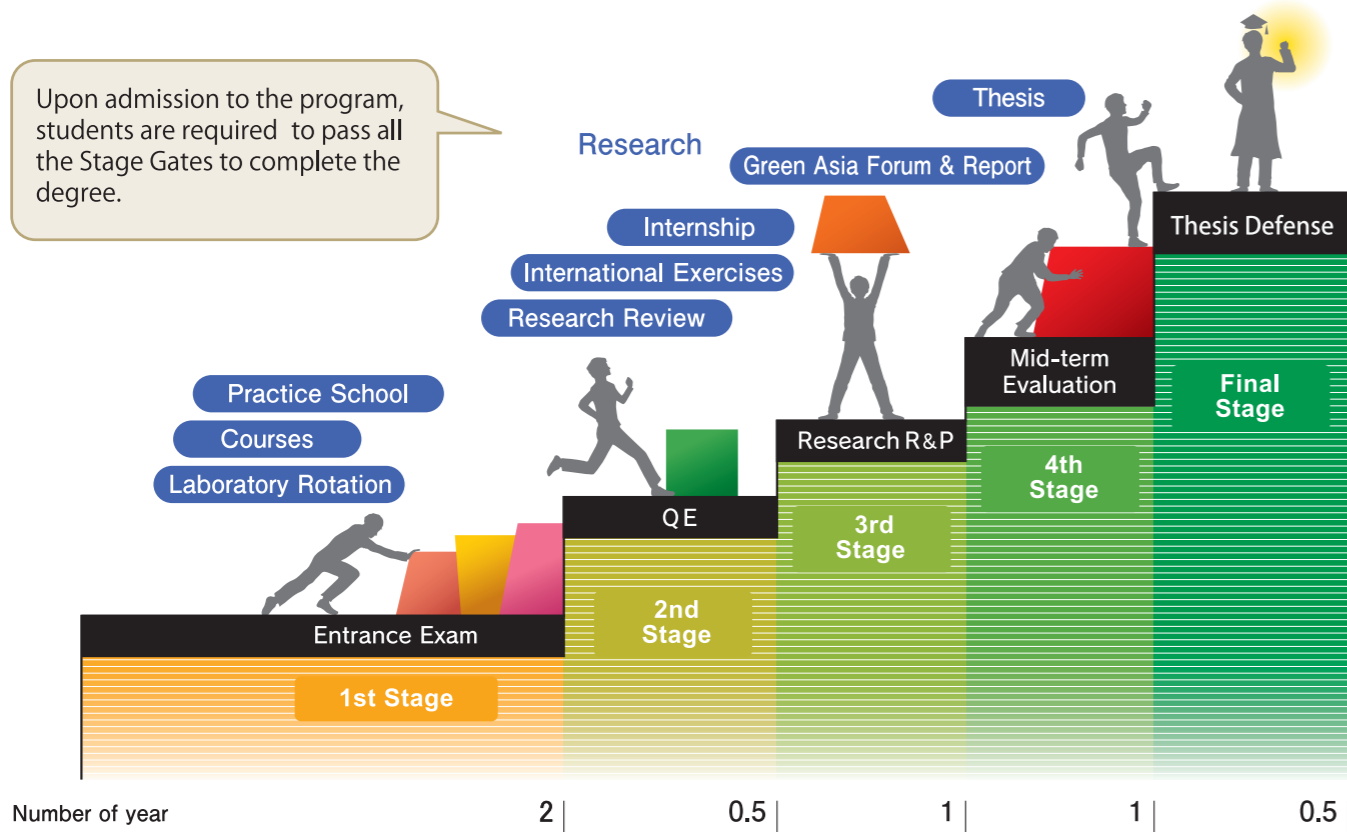 Upon admission to the program,
students are required to pass all
the Stage Gates to complete the
degree.
Research
Thesis
Green Asia Forum & Report
Internship
International Exercises
Research Review
Practice School
Courses
Laboratory Rotation
Entrance Exam
QE
Research R&P
Mid-term
Evaluation
Thesis Defense
1st Stage
2nd
Stage
3rd
Stage
4th
Stage
Final
Stage
Number of year 2 0.5 1 1 0.5